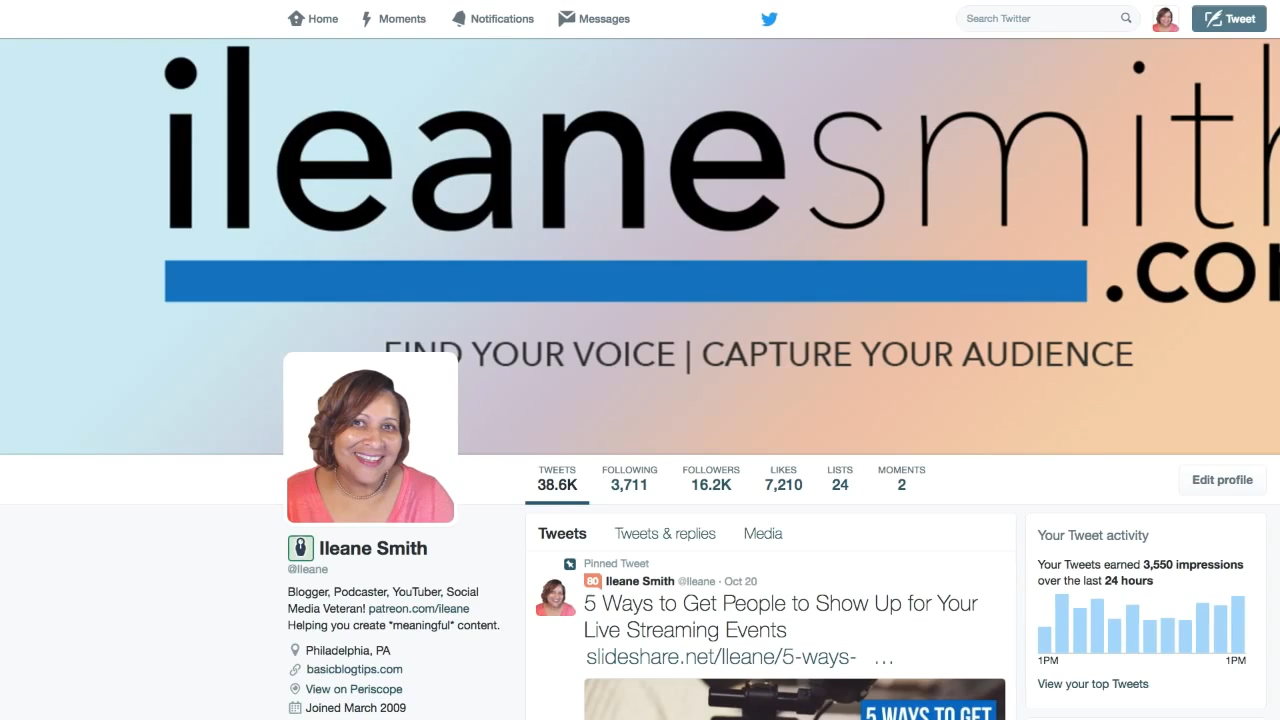 Home Moments Notifications Messages Search Twitter Tweet
ileanesmith
.co
FIND YOUR VOICE | CAPTURE YOUR AUDIENCE
TWEETS FOLLOWING FOLLOWERS LIKES LISTS MOMENTS
38.6K 3,711 16.2K 7,210 24 2
Edit profile
Tweets Tweets & replies Media
Ileane Smith
@Ileane
Blogger, Podcaster, YouTuber, Social
Media Veteran! patreon.com/ileane
Helping you create *meaningful* content.
Philadelphia, PA
basicblogtips.com
View on Periscope
Joined March 2009
Pinned Tweet
80 Ileane Smith @Ileane · Oct 20
5 Ways to Get People to Show Up for Your
Live Streaming Events
slideshare.net/Ileane/5-ways- …
5 WAYS TO GET
Your Tweet activity
Your Tweets earned 3,550 impressions
over the last 24 hours
1PM 1PM
View your top Tweets